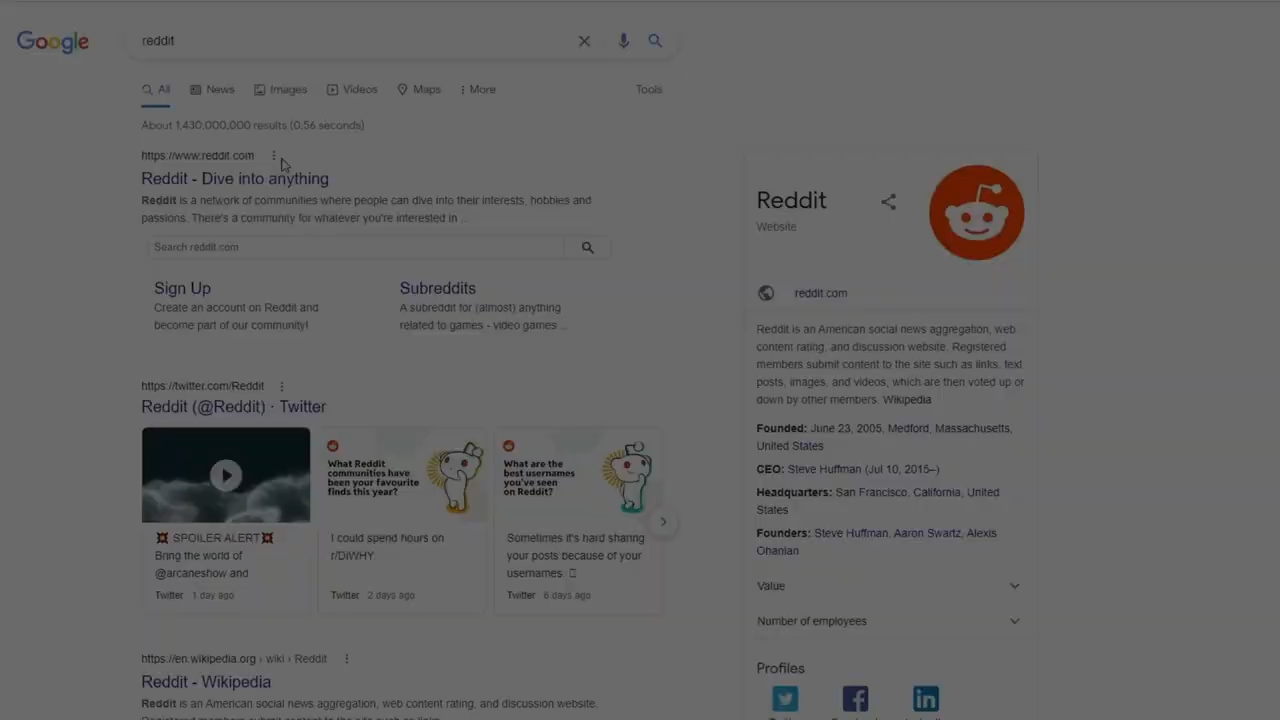 Google
reddit
All
News
Images
Videos
Maps
More
Tools
About 1,430,000,000 results (0.56 seconds)
https://www.reddit.com
Reddit - Dive into anything
Reddit is a network of communities where people can dive into their interests, hobbies and
passions. There's a community for whatever you're interested in ...
Search reddit.com
Sign Up
Create an account on Reddit and
become part of our community!
Subreddits
A subreddit for (almost) anything
related to games - video games ...
https://twitter.com/Reddit
Reddit (@Reddit) · Twitter
💥 SPOILER ALERT💥
Bring the world of
@arcaneshow and
Twitter 1 day ago
What Reddit
communities have
been your favourite
finds this year?
I could spend hours on
r/DiWHY
Twitter 2 days ago
What are the
best usernames
you've seen
on Reddit?
Sometimes it's hard sharing
your posts because of your
usernames
Twitter 6 days ago
https://en.wikipedia.org › wiki › Reddit
Reddit - Wikipedia
Reddit is an American social news aggregation, web content rating, and discussion website.
Registered members submit content to the site such as links,
Reddit
Website
reddit.com
Reddit is an American social news aggregation, web
content rating, and discussion website. Registered
members submit content to the site such as links, text
posts, images, and videos, which are then voted up or
down by other members. Wikipedia
Founded: June 23, 2005, Medford, Massachusetts,
United States
CEO: Steve Huffman (Jul 10, 2015–)
Headquarters: San Francisco, California, United
States
Founders: Steve Huffman, Aaron Swartz, Alexis
Ohanian
Value
Number of employees
Profiles